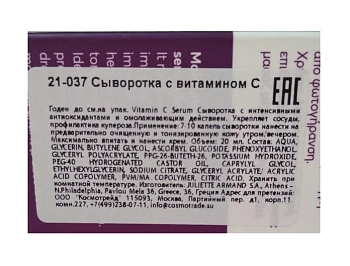 21-037 Сыворотка с витамином С
EAC
Годен до см.на упак. Vitamin C Serum Сыворотка с интенсивными
антиоксидантами и омолаживающим действием. Укрепляет сосуды,
профилактика купероза.Применение: 7-10 капель сыворотки нанести на
предварительно очищенную и тонизированную кожу утром/вечером.
Максимально впитать досуха, нанести крем. Объем: 20 мл. Состав: AQUA,
GLYCERIN, BUTYLENE GLYCOL, ASCORBYL GLUCOSIDE, PHENOXYETHANOL,
GLYCERYL POLYACRYLATE, PPG-26-BUTETH-26, POTASSIUM HYDROXIDE,
PEG-40 HYDROGENATED CASTOR OIL, CAPRYLYL GLYCOL,
ETHYLHEXYLGLYCERIN, SODIUM CITRATE, GLYCERYL ACRYLATE/ ACRYLIC
ACID COPOLYMER, PVM/MA COPOLYMER, CITRIC ACID. Хранить при
комнатной температуре. Изготовитель: JULIETTE ARMAND S.A., Athens -
N.Philadelphia, Pavlou Mela 36, Greece, 36, Греция Адрес для претензий:
ООО "Космотрейд" 115093, Москва, Партийный пер. д1, корп.11.
комн.227,+7(499)238-07-11, info@cosmotrade.ru